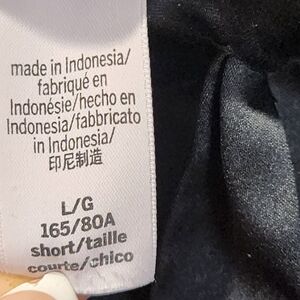 made in Indonesia/
fabriqué en
Indonésie/hecho en
Indonesia/fabbricato
in Indonesia/
印尼制造
L/G
165/80A
short/taille
courte/chico